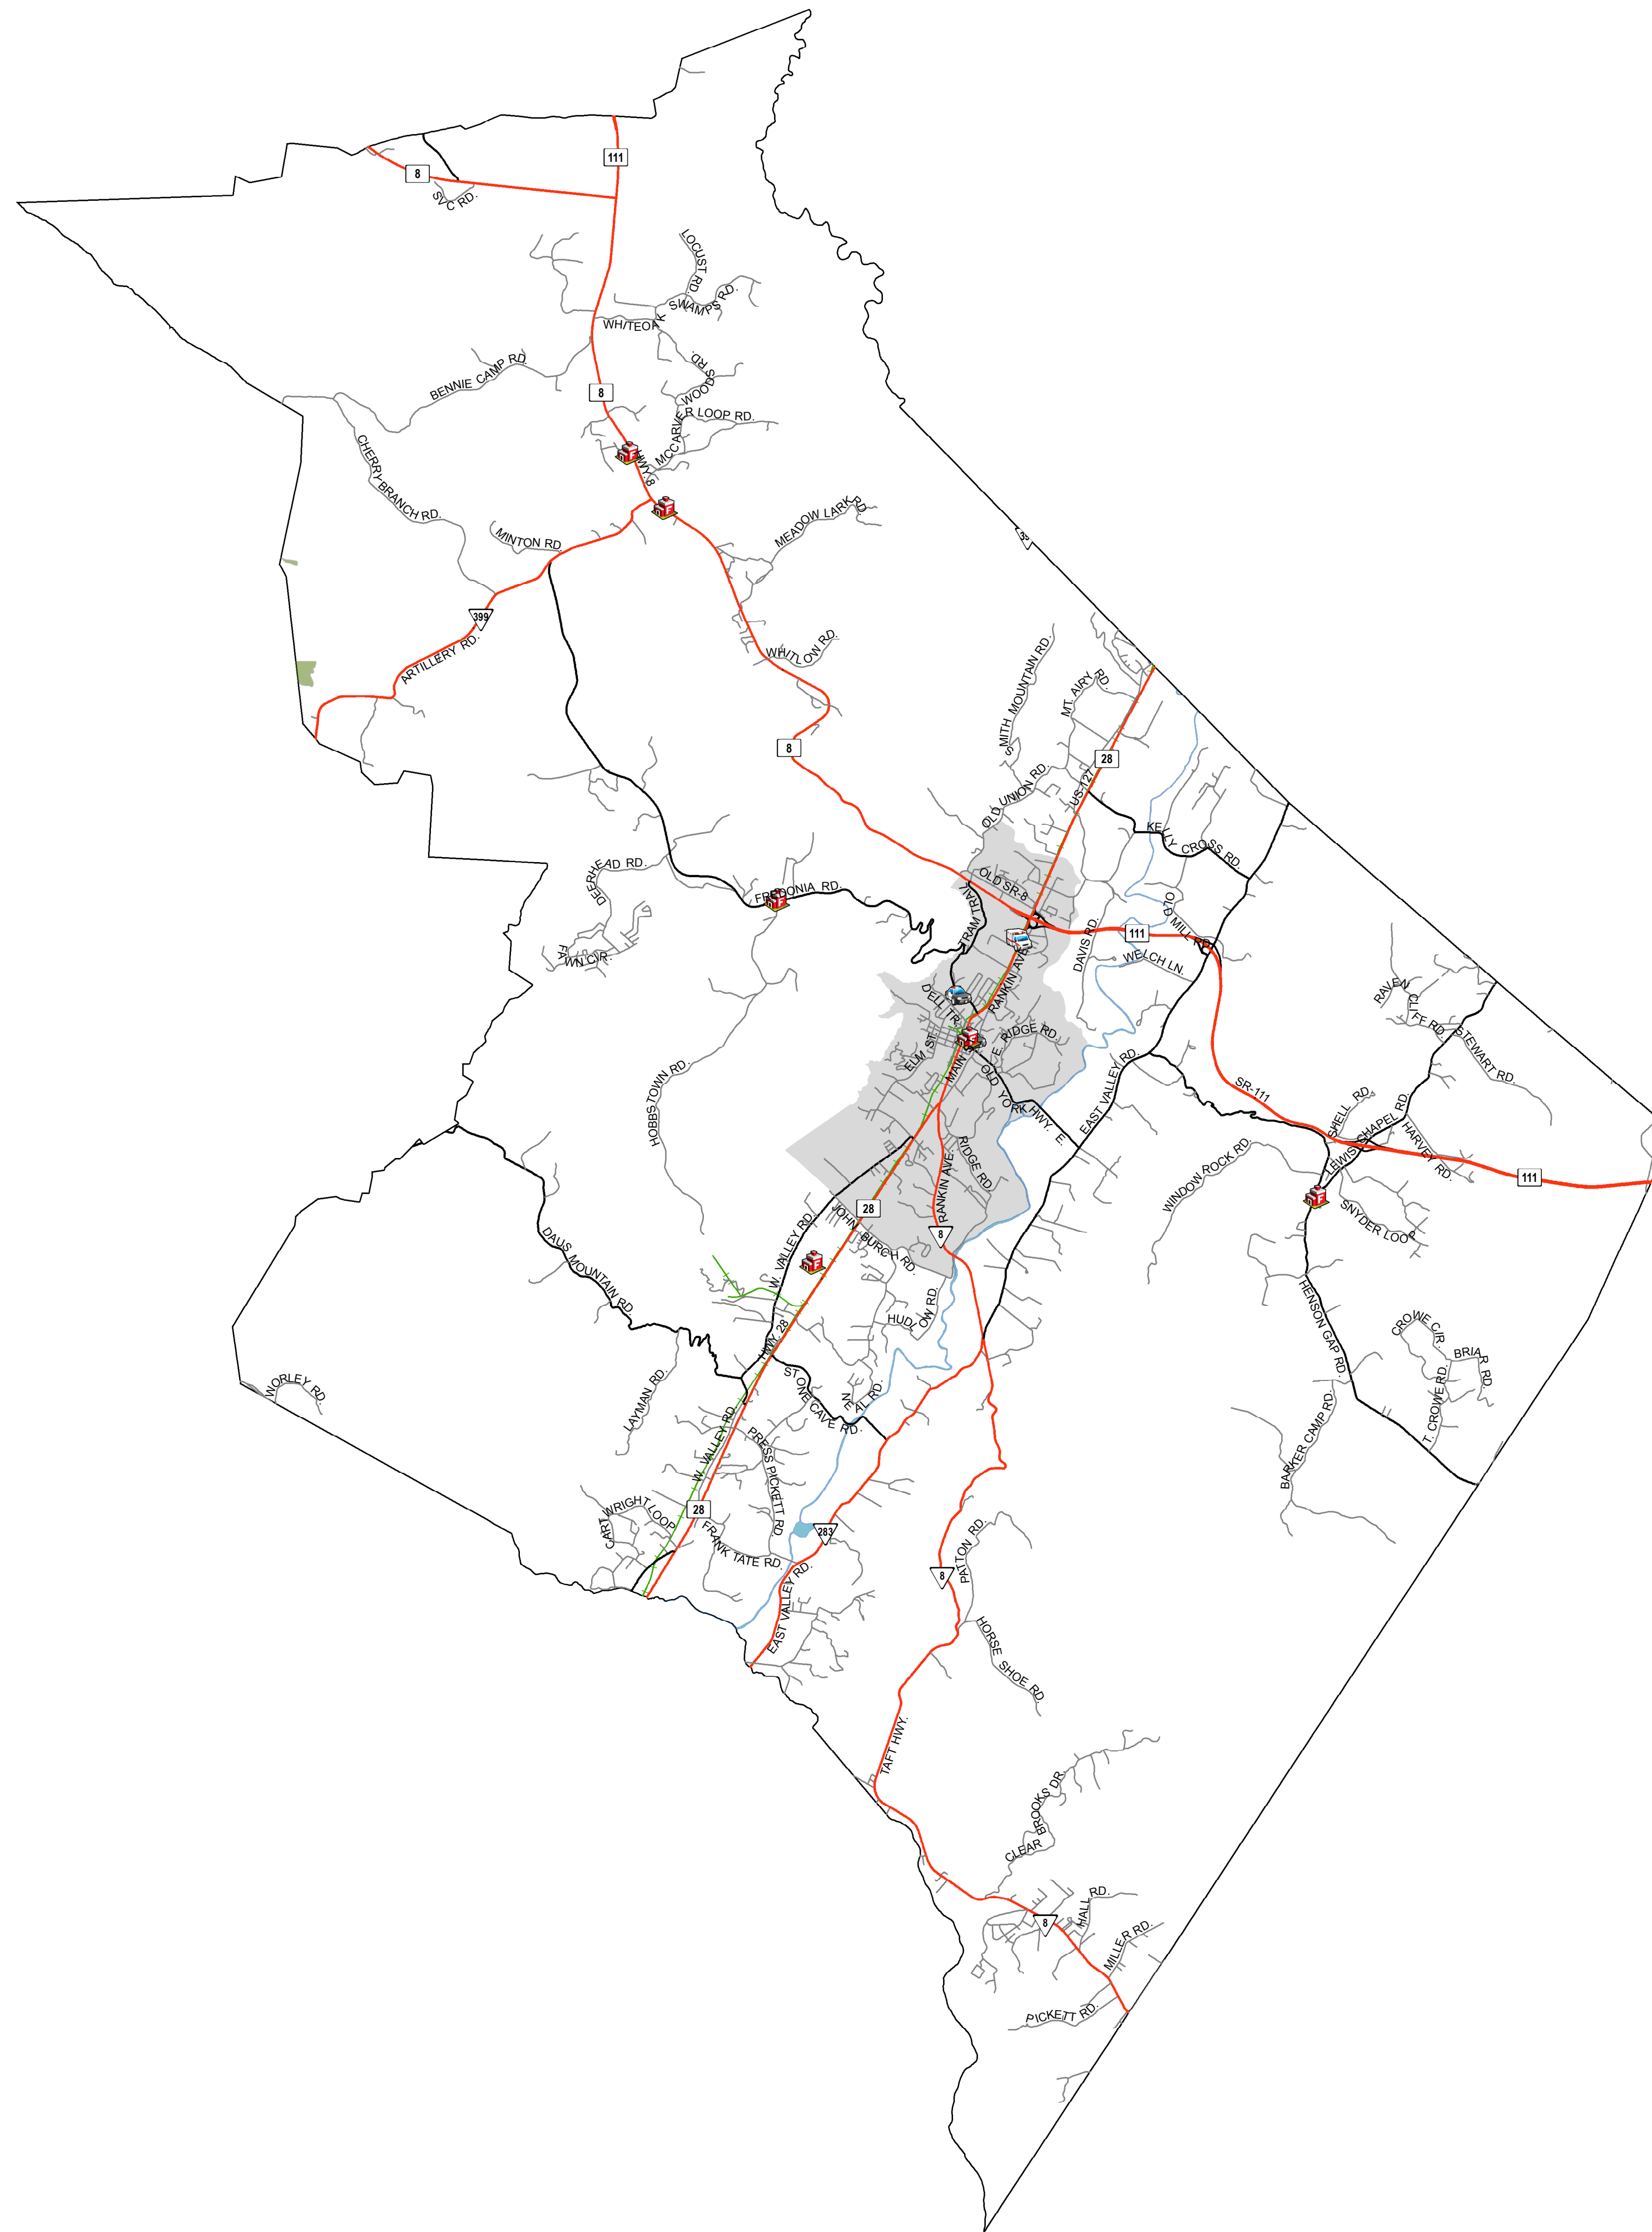 111
8
SVC RD.
LOCUST RD.
SWAMPS RD.
WHITEOAK
WOODS RD.
BENNIE CAMP RD.
8
MCCARVER LOOP RD.
HWY. 8
CHERRY BRANCH RD.
MINTON RD
MEADOW LARK RD.
399
ARTILLERY RD.
WHITLOW RD.
SMITH MOUNTAIN RD.
MT. AIRY RD.
8
28
US-127
OLD UNION RD.
KELLY CROSS RD.
DEERHEAD RD.
FREDONIA RD.
OLD SR-8
TRAM TRAIL
OLD MILL RD.
DAVIS RD.
111
WELCH LN.
FAWN CIR.
RANKIN AVE.
DELL TR.
RAVEN CLIFF RD.
STEWART RD.
E. RIDGE RD.
ELM ST.
MAIN
OLD YORK HWY. E.
EAST VALLEY RD.
HOBBSTOWN RD.
SR-111
SHELL RD.
LEWIS CHAPEL RD.
HARVEY RD.
RIDGE RD.
RANKIN AVE.
WINDOW ROCK RD.
111
28
JOHN BURCH RD.
8
W. VALLEY RD.
SNYDER LOOP
DAUS MOUNTAIN RD.
HENSON GAP RD.
HUDLOW RD.
HWY. 28
CROWE CIR.
BRIAR RD.
T. CROWE RD.
WORLEY RD.
LAYMAN RD.
STONE CAVE RD.
NEAL RD.
BARKER CAMP RD.
W. VALLEY RD.
PRESS PICKETT RD.
CARTWRIGHT LOOP
28
FRANK TATE RD.
283
PATTON RD.
8
EAST VALLEY RD.
HORSE SHOE RD.
TAFT HWY.
CLEAR BROOKS DR.
HALL RD.
8
MILLER RD.
PICKETT RD.